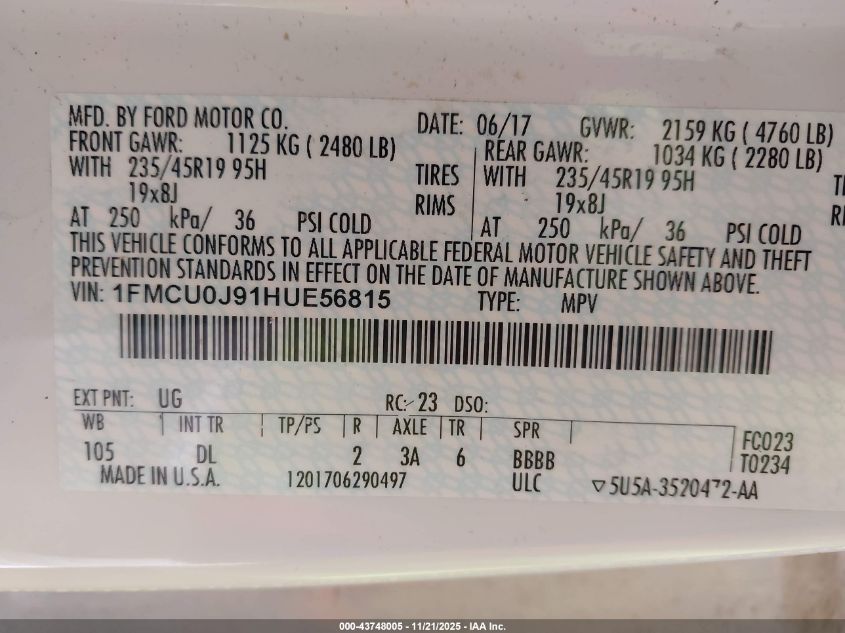 MFD. BY FORD MOTOR CO. DATE: 06/17 GVWR: 2159 KG ( 4760 LB)
FRONT GAWR: 1125 KG ( 2480 LB) REAR GAWR: 1034 KG ( 2280 LB)
WITH 235/45R19 95H TIRES WITH 235/45R19 95H
19x8J RIMS 19x8J
AT 250 kPa/ 36 PSI COLD AT 250 kPa/ 36 PSI COLD
THIS VEHICLE CONFORMS TO ALL APPLICABLE FEDERAL MOTOR VEHICLE SAFETY AND THEFT
PREVENTION STANDARDS IN EFFECT ON THE DATE OF MANUFACTURE SHOWN ABOVE.
VIN: 1FMCU0J91HUE56815 TYPE: MPV
EXT PNT: UG RC: 23 DSO:
WB INT TR TP/PS R AXLE TR SPR FC023
105 DL 2 3A 6 BBBB T0234
MADE IN U.S.A. 1201706290497 ULC ▽5U5A-3520472-AA
000-43748005 - 11/21/2025 - IAA Inc.